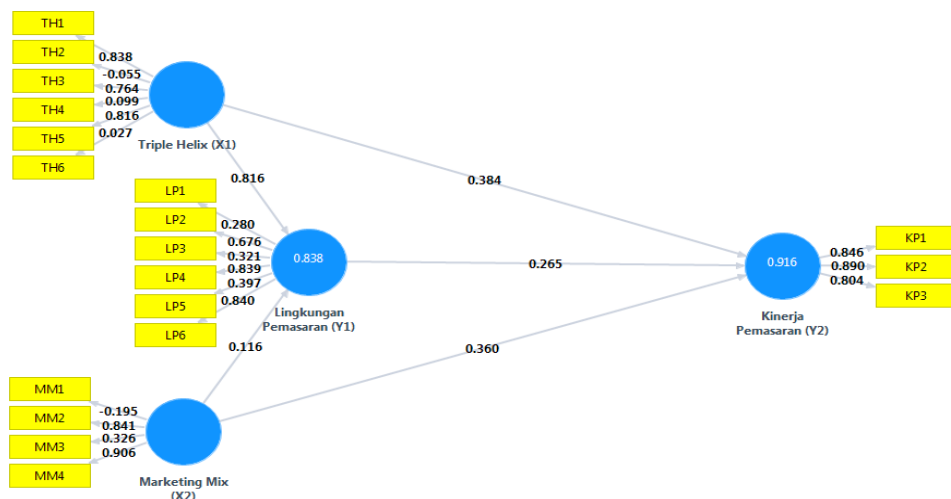 TH1
TH2
TH3
TH4
TH5
TH6
0.838
-0.055
0.764
0.099
0.816
0.027
Triple Helix (X1)
0.816
0.384
LP1
LP2
LP3
LP4
LP5
LP6
0.280
0.676
0.321
0.839
0.397
0.840
0.838
Lingkungan
Pemasaran (Y1)
0.265
0.116
0.360
0.916
Kinerja
Pemasaran (Y2)
0.846
0.890
0.804
KP1
KP2
KP3
MM1
MM2
MM3
MM4
-0.195
0.841
0.326
0.906
Marketing Mix
(X2)